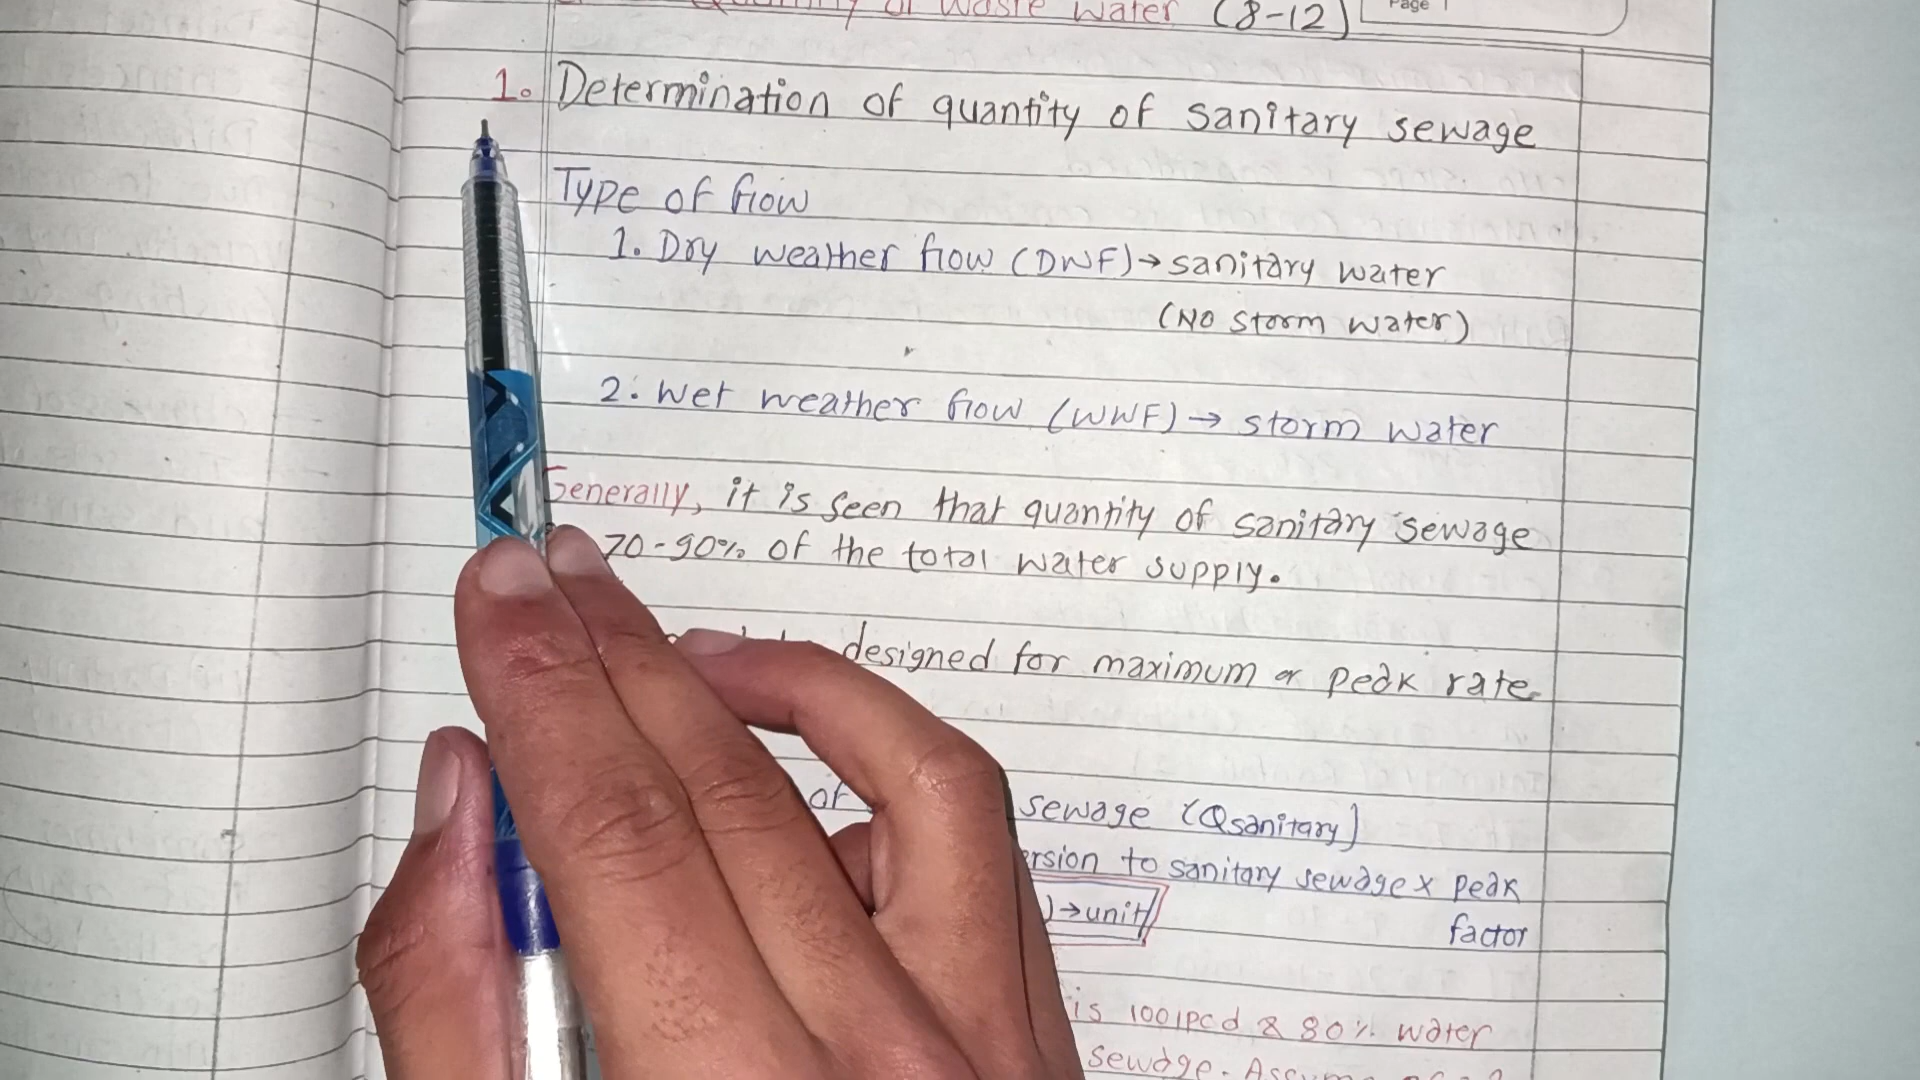 Quantity of Waste Water (8-12)
Page 1
1. Determination of quantity of sanitary sewage
Type of flow
1. Dry weather flow (DWF) → sanitary water
(No storm water)
2. Wet weather flow (WWF) → storm water
Generally, it is seen that quantity of sanitary sewage
70-90% of the total water supply.
designed for maximum or peak rate
of sewage (Qsanitary)
to sanitary sewage x peak
) → unit
factor
is 100lpcd & 80% water
sewage.